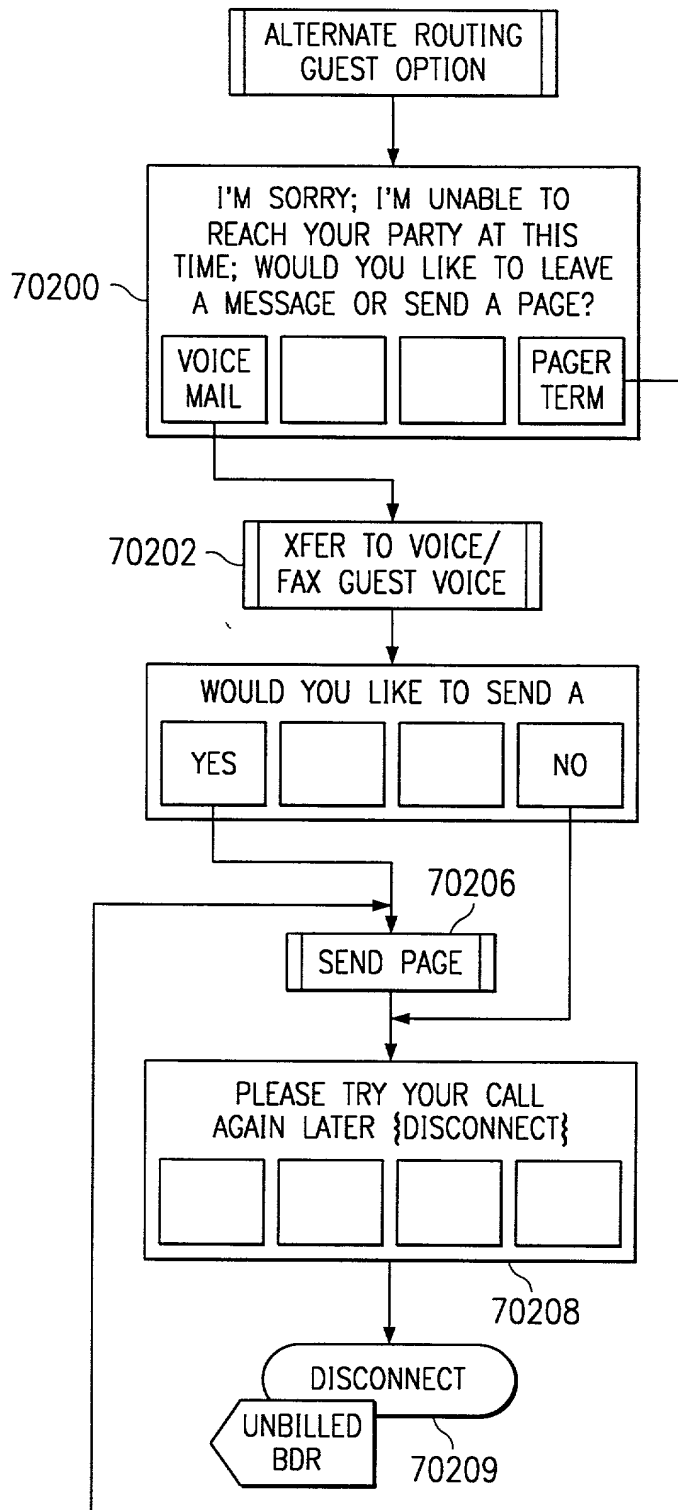 ALTERNATE ROUTING
GUEST OPTION
I'M SORRY; I'M UNABLE TO
REACH YOUR PARTY AT THIS
TIME; WOULD YOU LIKE TO LEAVE
A MESSAGE OR SEND A PAGE?
70200
VOICE
MAIL
PAGER
TERM
70202
XFER TO VOICE/
FAX GUEST VOICE
WOULD YOU LIKE TO SEND A
YES
NO
70206
SEND PAGE
PLEASE TRY YOUR CALL
AGAIN LATER {DISCONNECT}
70208
DISCONNECT
UNBILLED
BDR
70209